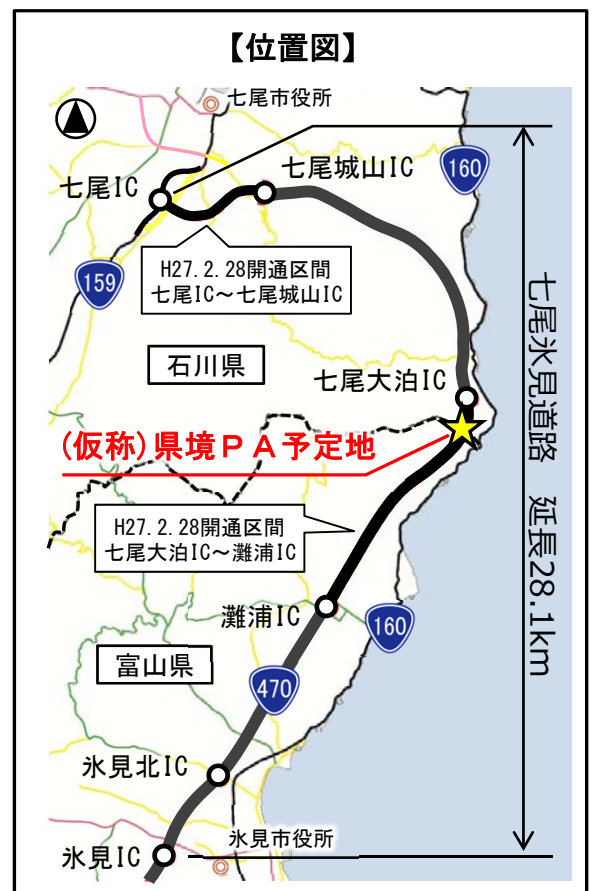 【位置図】
七尾市役所
七尾城山IC
160
七尾IC
H27.2.28開通区間
七尾IC～七尾城山IC
159
石川県
七尾大泊IC
(仮称)県境ＰＡ予定地
七尾氷見道路 延長28.1km
H27.2.28開通区間
七尾大泊IC～灘浦IC
灘浦IC
160
富山県
470
氷見北IC
氷見市役所
氷見IC